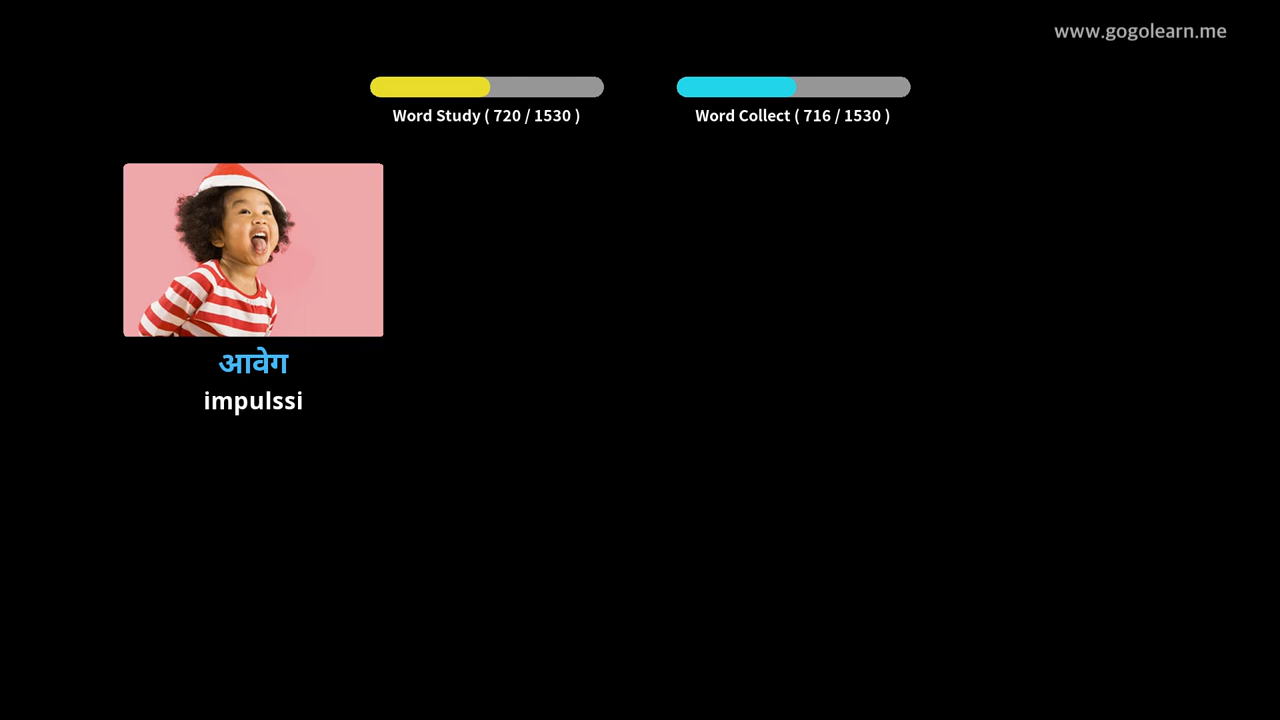 www.gogolearn.me
Word Study ( 720 / 1530 )
Word Collect ( 716 / 1530 )
आवेग
impulssi